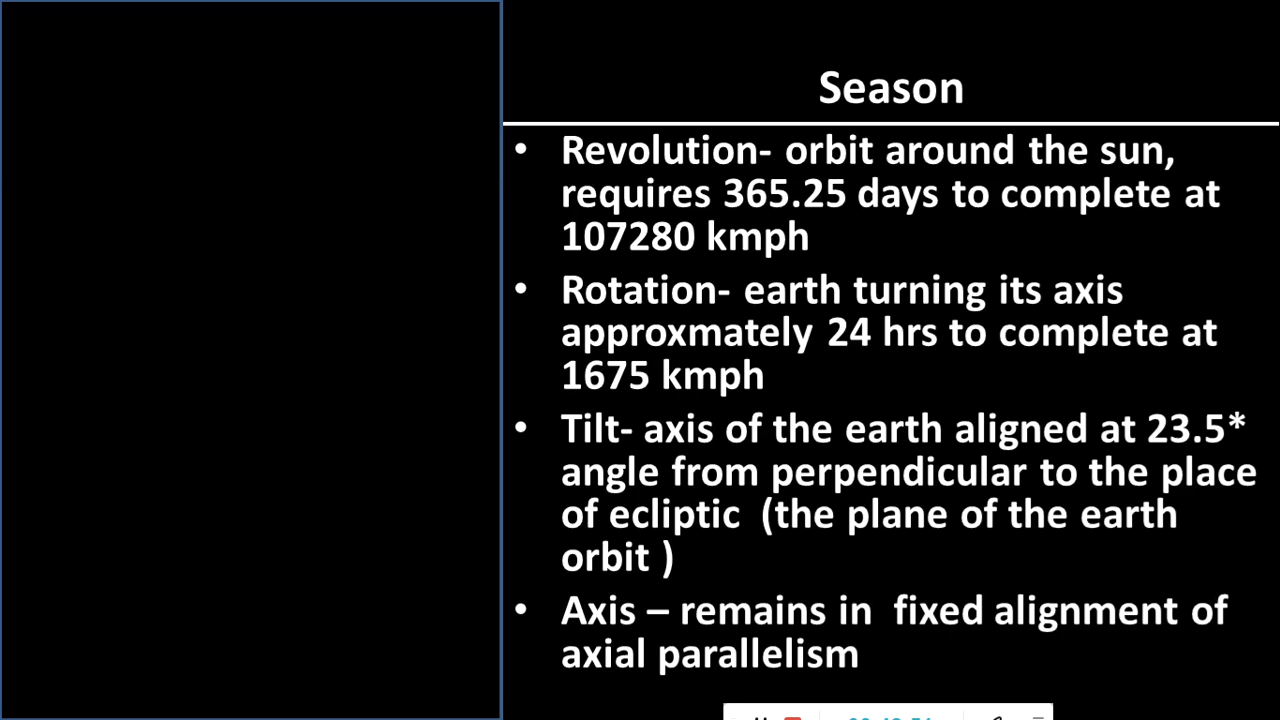 Season
• Revolution- orbit around the sun,
requires 365.25 days to complete at
107280 kmph
• Rotation- earth turning its axis
approxmately 24 hrs to complete at
1675 kmph
• Tilt- axis of the earth aligned at 23.5*
angle from perpendicular to the place
of ecliptic (the plane of the earth
orbit )
• Axis – remains in fixed alignment of
axial parallelism